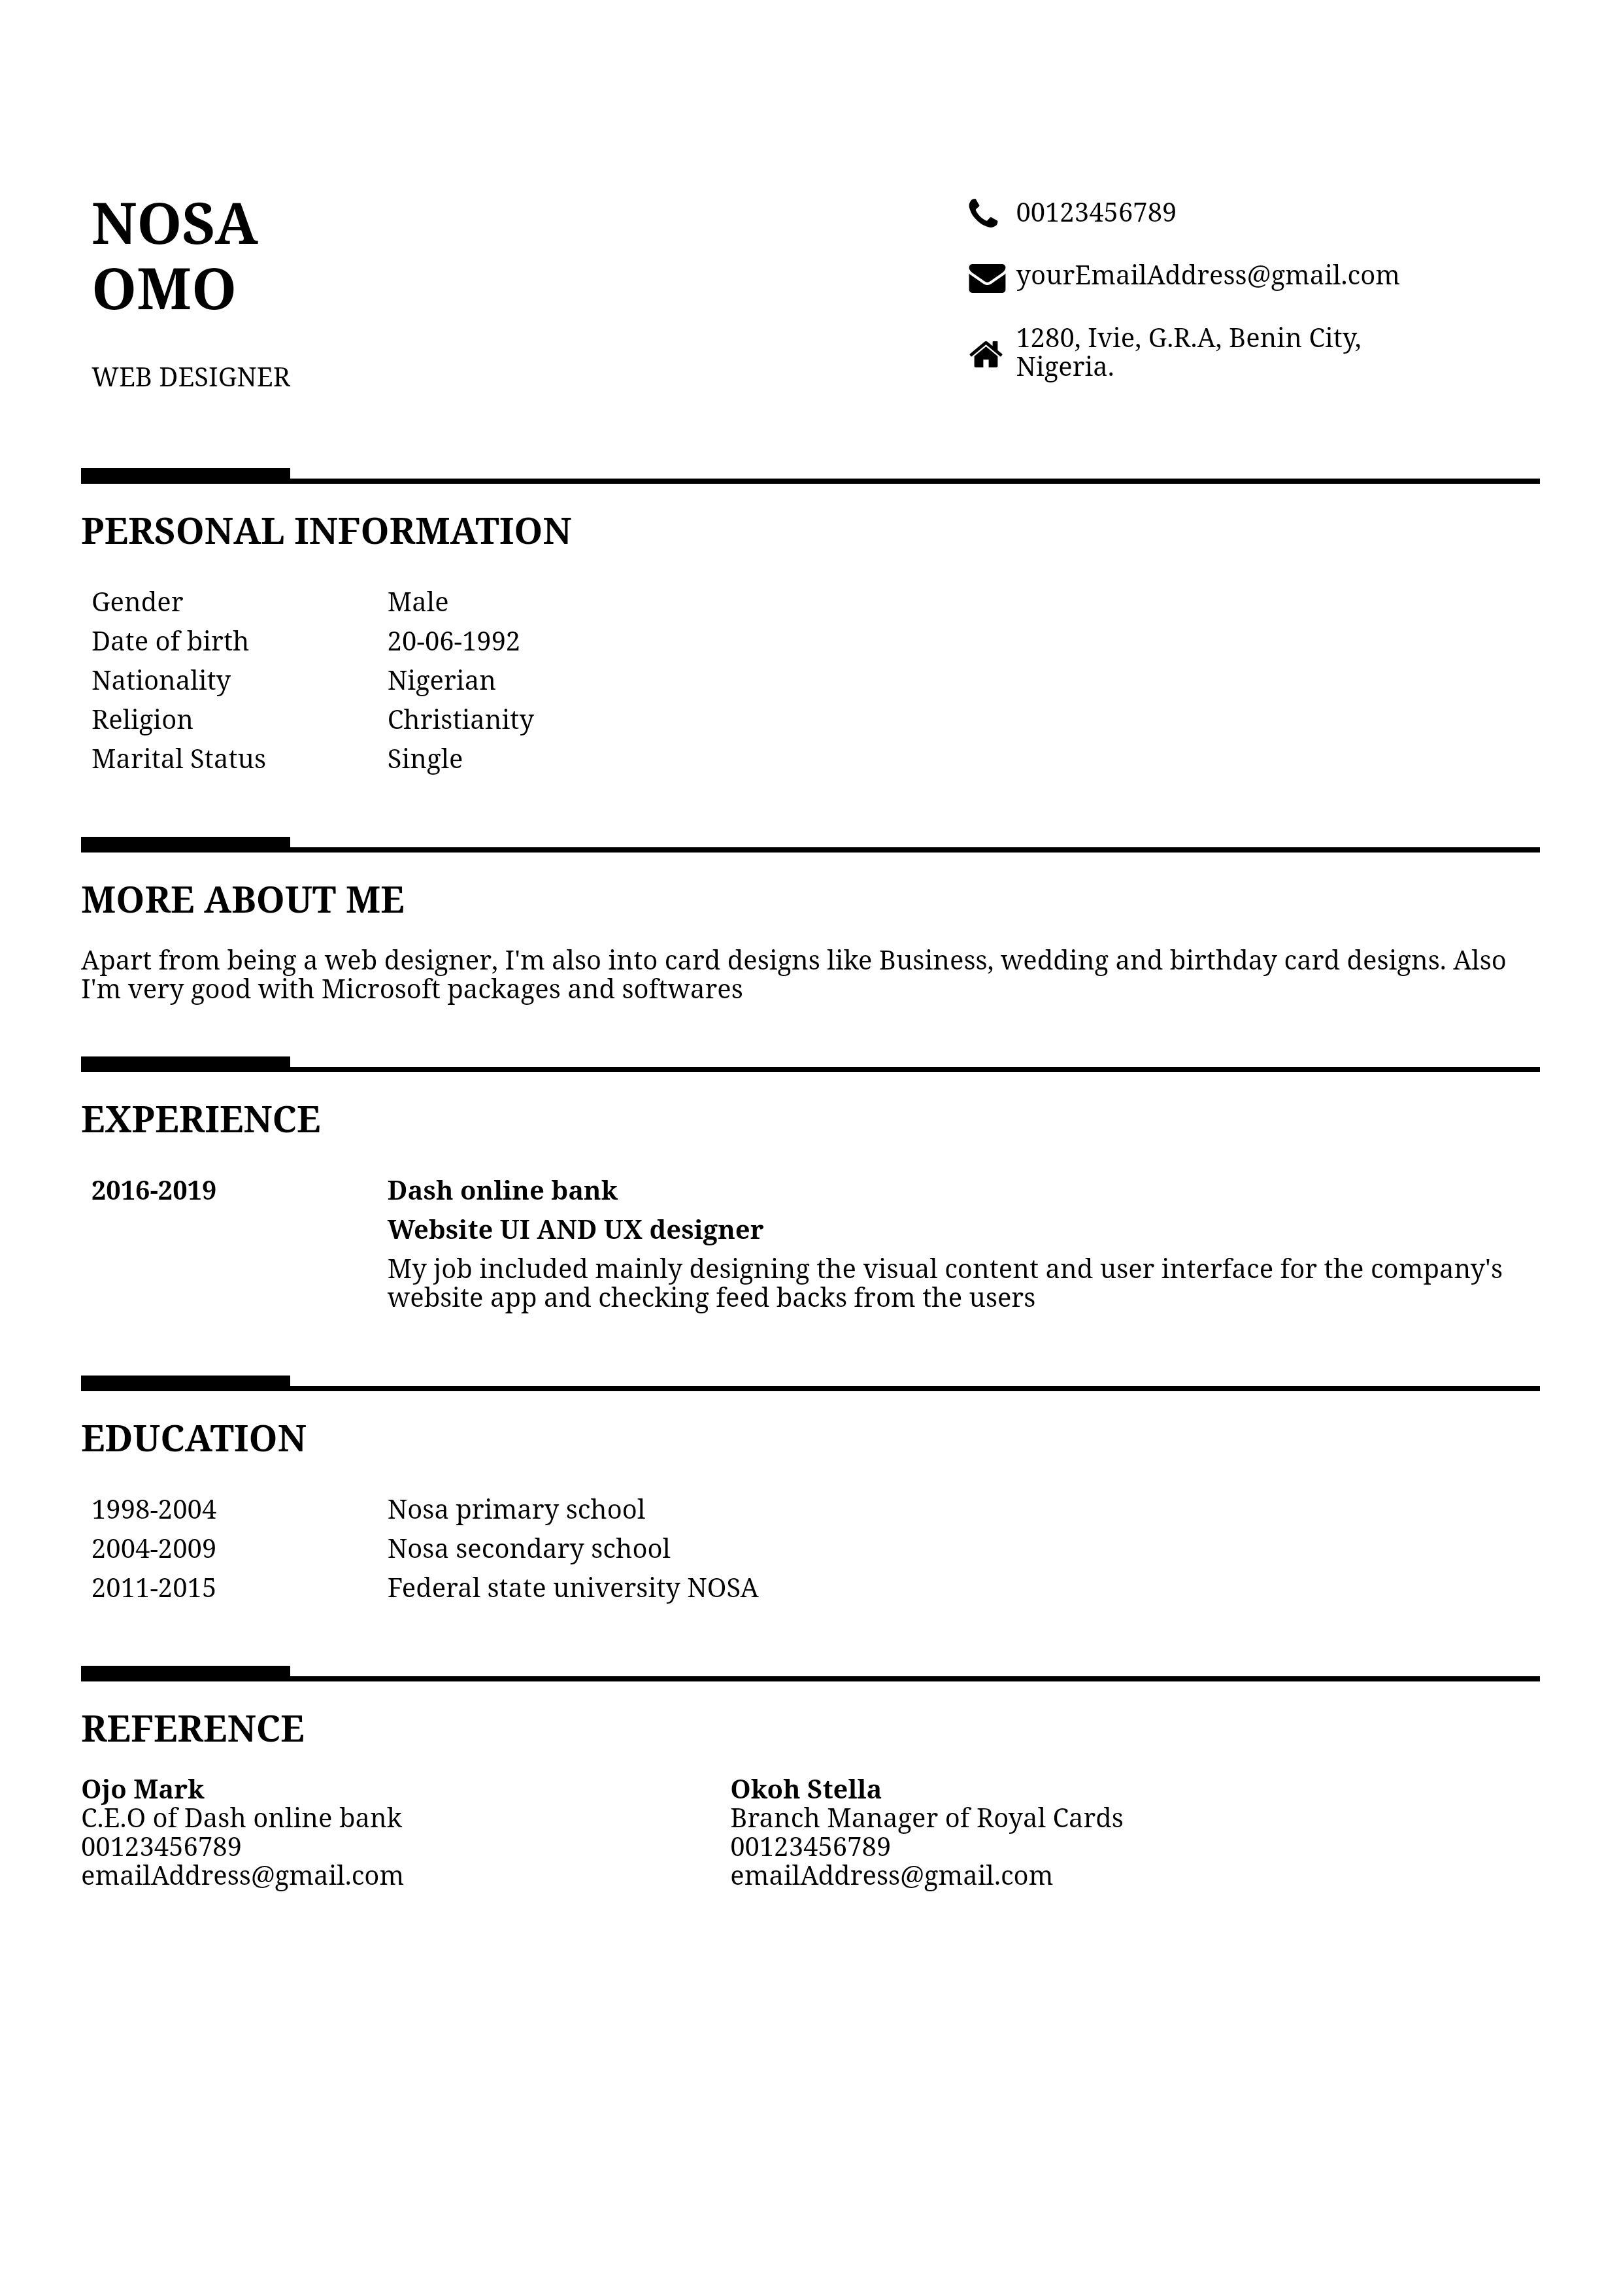 NOSA
OMO
WEB DESIGNER
00123456789
yourEmailAddress@gmail.com
1280, Ivie, G.R.A, Benin City,
Nigeria.
PERSONAL INFORMATION
Gender Male
Date of birth 20-06-1992
Nationality Nigerian
Religion Christianity
Marital Status Single
MORE ABOUT ME
Apart from being a web designer, I'm also into card designs like Business, wedding and birthday card designs. Also
I'm very good with Microsoft packages and softwares
EXPERIENCE
2016-2019 Dash online bank
Website UI AND UX designer
My job included mainly designing the visual content and user interface for the company's
website app and checking feed backs from the users
EDUCATION
1998-2004 Nosa primary school
2004-2009 Nosa secondary school
2011-2015 Federal state university NOSA
REFERENCE
Ojo Mark
C.E.O of Dash online bank
00123456789
emailAddress@gmail.com
Okoh Stella
Branch Manager of Royal Cards
00123456789
emailAddress@gmail.com